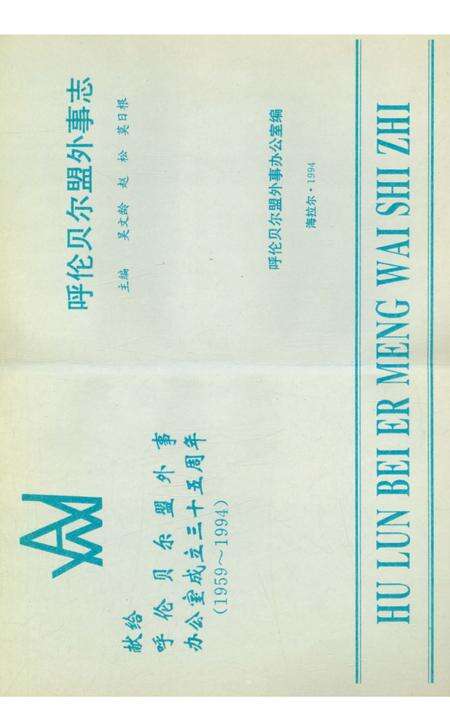 献给
呼伦贝尔盟外事
办公室成立三十五周年
(1959～1994)
呼伦贝尔盟外事志
主编 吴文龄 赵松 莫日根
呼伦贝尔盟外事办公室编
海拉尔·1994
HU LUN BEI ER MENG WAI SHI ZHI